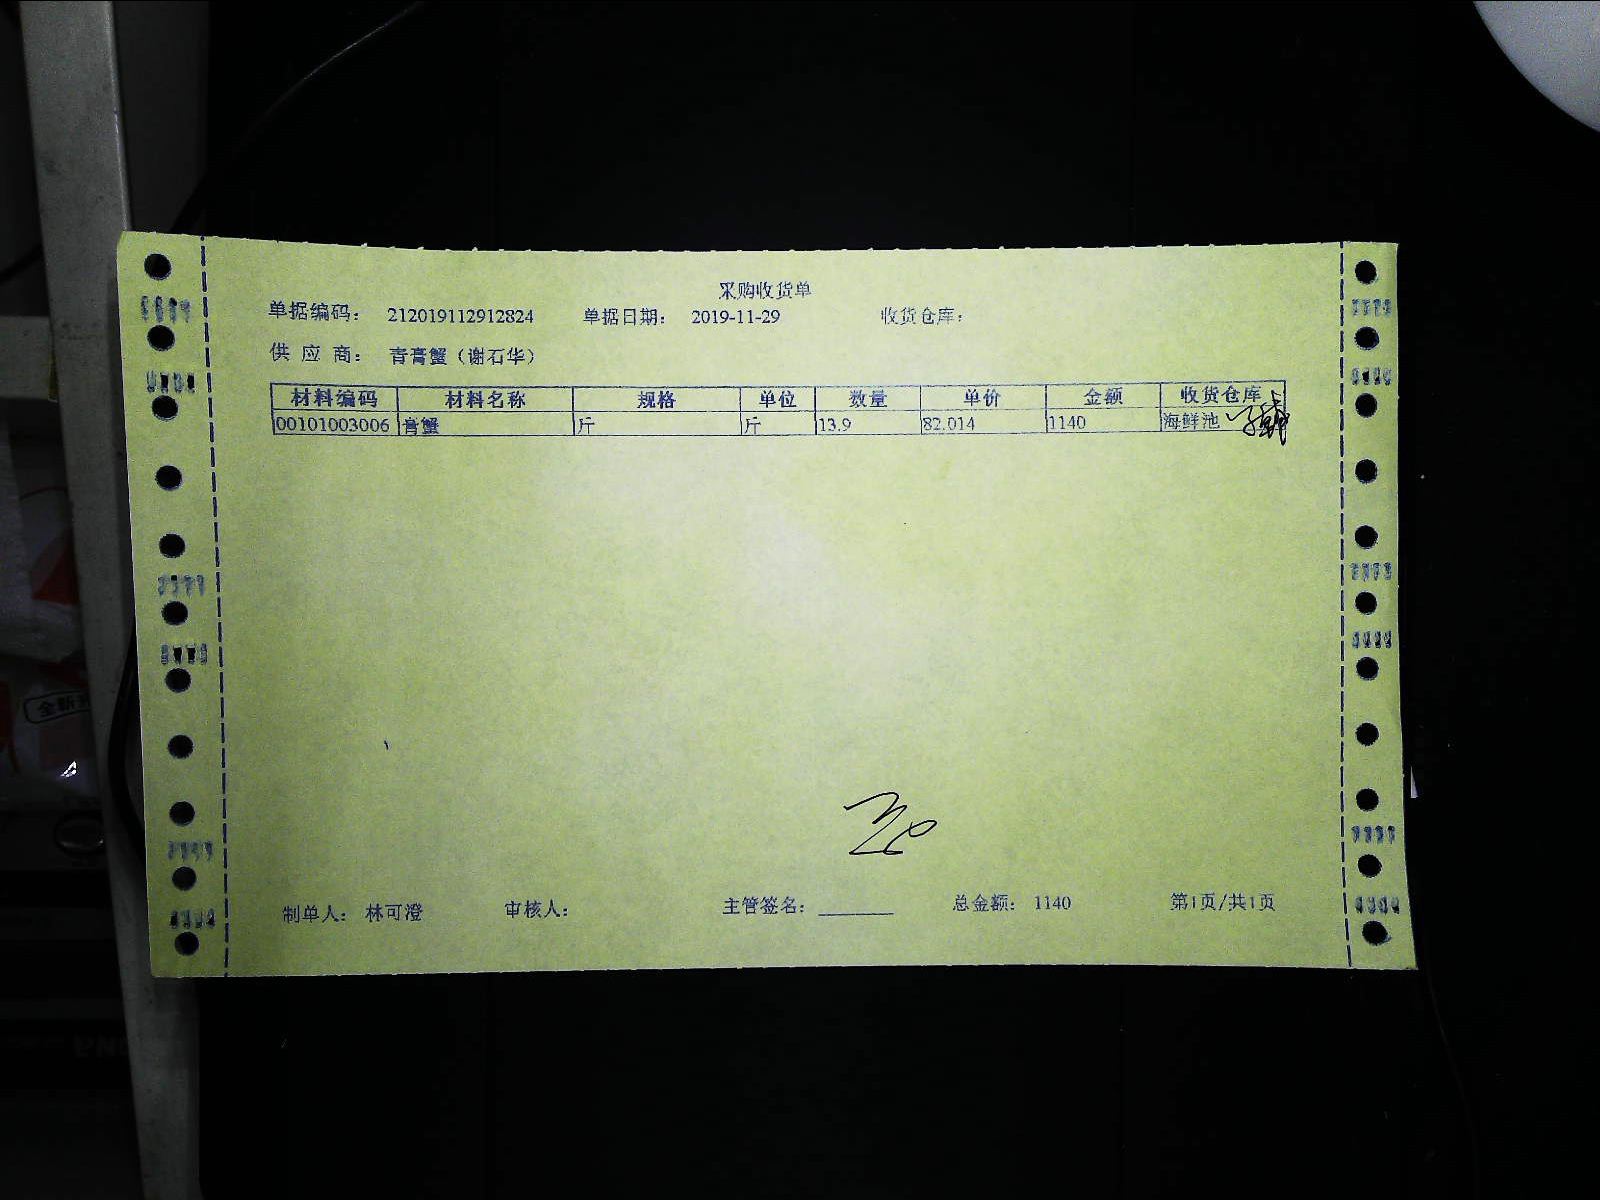 采购收货单
单据编码： 212019112912824 单据日期： 2019-11-29 收货仓库：
供 应 商： 青膏蟹（谢石华）
材料编码 材料名称 规格 单位 数量 单价 金额 收货仓库
00101003006 膏蟹 斤 斤 13.9 82.014 1140 海鲜池
制单人： 林可澄 审核人： 主管签名： ________ 总金额： 1140 第1页/共1页